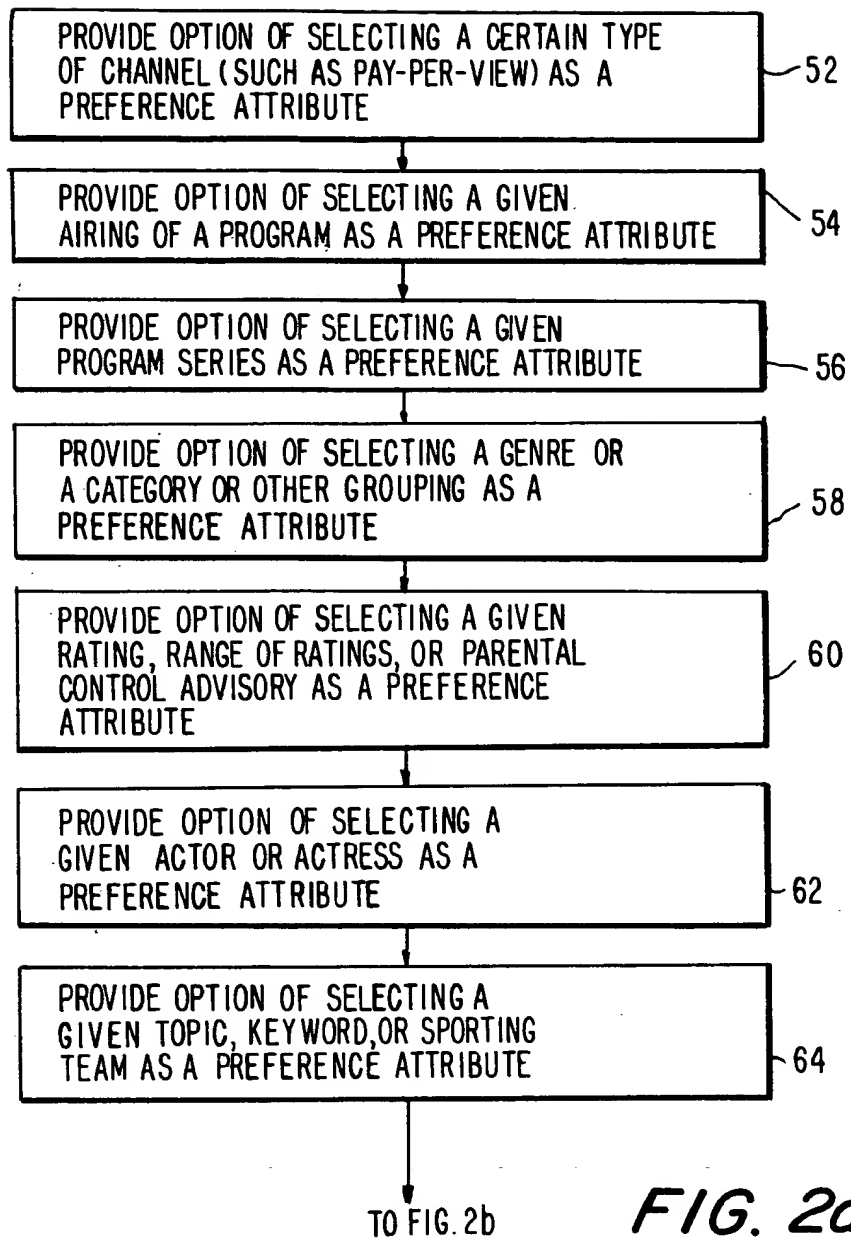 PROVIDE OPTION OF SELECTING A CERTAIN TYPE
OF CHANNEL (SUCH AS PAY-PER-VIEW) AS A
PREFERENCE ATTRIBUTE
52
PROVIDE OPTION OF SELECTING A GIVEN
AIRING OF A PROGRAM AS A PREFERENCE ATTRIBUTE
54
PROVIDE OPTION OF SELECTING A GIVEN
PROGRAM SERIES AS A PREFERENCE ATTRIBUTE
56
PROVIDE OPTION OF SELECTING A GENRE OR
A CATEGORY OR OTHER GROUPING AS A
PREFERENCE ATTRIBUTE
58
PROVIDE OPTION OF SELECTING A GIVEN
RATING, RANGE OF RATINGS, OR PARENTAL
CONTROL ADVISORY AS A PREFERENCE
ATTRIBUTE
60
PROVIDE OPTION OF SELECTING A
GIVEN ACTOR OR ACTRESS AS A
PREFERENCE ATTRIBUTE
62
PROVIDE OPTION OF SELECTING A
GIVEN TOPIC, KEYWORD, OR SPORTING
TEAM AS A PREFERENCE ATTRIBUTE
64
TO FIG. 2b
FIG. 2a